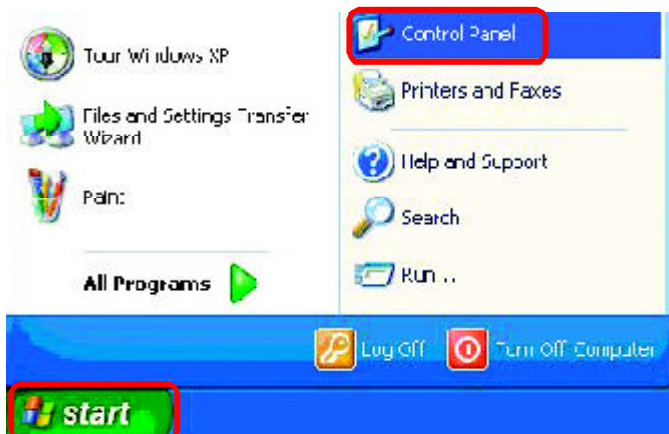 Tour Windows XP
Files and Settings Transfer
Wizard
Paint
All Programs
Control Panel
Printers and Faxes
Help and Support
Search
Run...
Log Off
Turn Off Computer
start